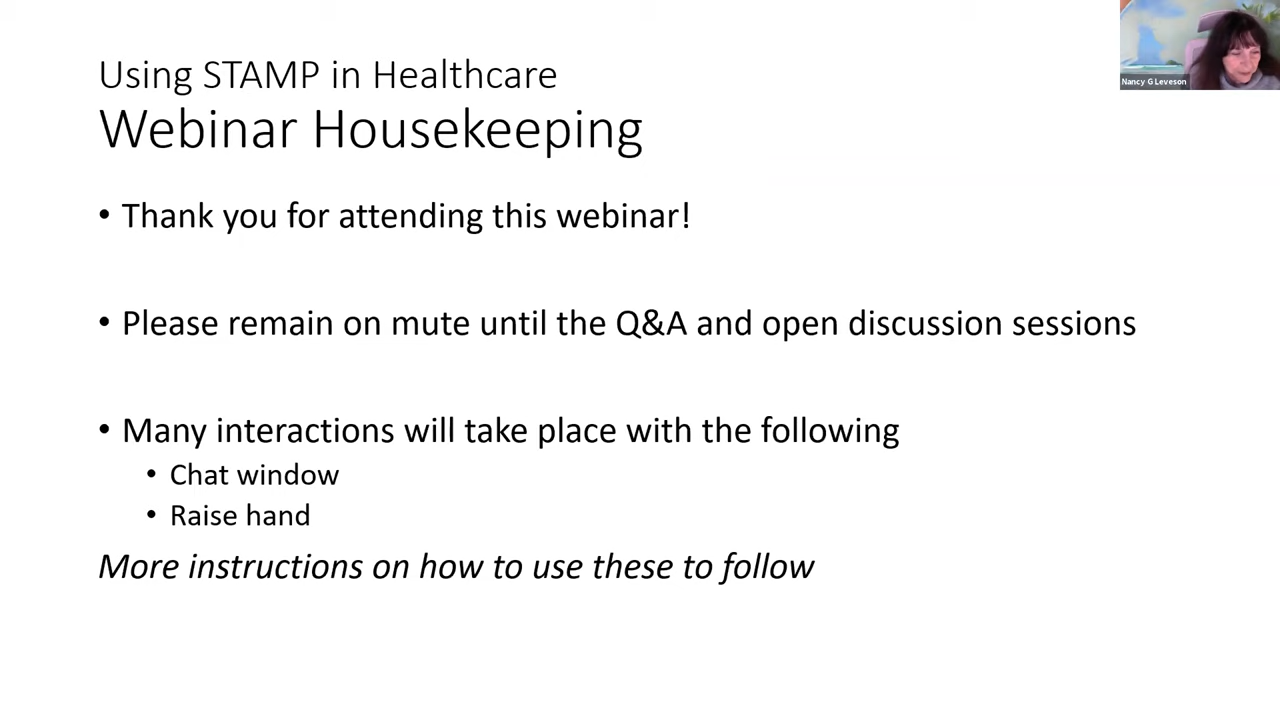 Using STAMP in Healthcare
Webinar Housekeeping
Nancy G Leveson
• Thank you for attending this webinar!
• Please remain on mute until the Q&A and open discussion sessions
• Many interactions will take place with the following
• Chat window
• Raise hand
More instructions on how to use these to follow